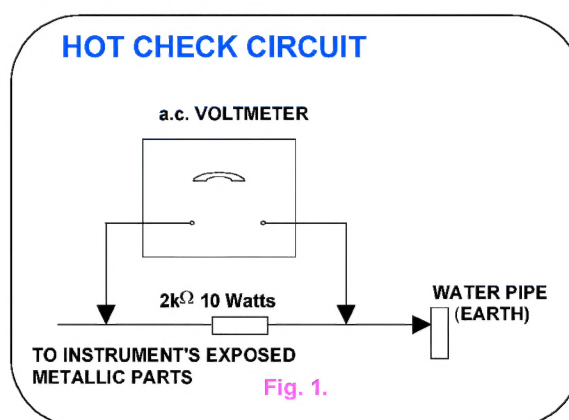 HOT CHECK CIRCUIT
a.c. VOLTMETER
2kΩ 10 Watts
WATER PIPE
(EARTH)
TO INSTRUMENT'S EXPOSED
METALLIC PARTS
Fig. 1.